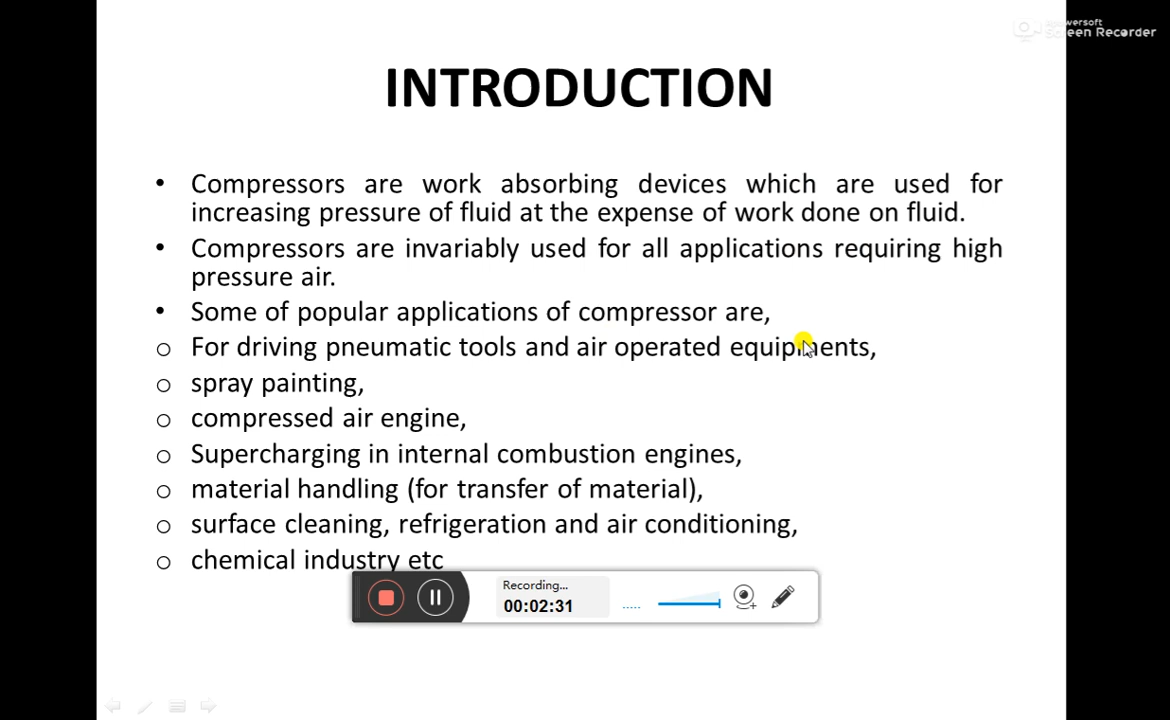 Apowersoft
Screen Recorder
INTRODUCTION
• Compressors are work absorbing devices which are used for
increasing pressure of fluid at the expense of work done on fluid.
• Compressors are invariably used for all applications requiring high
pressure air.
• Some of popular applications of compressor are,
o For driving pneumatic tools and air operated equipments,
o spray painting,
o compressed air engine,
o Supercharging in internal combustion engines,
o material handling (for transfer of material),
o surface cleaning, refrigeration and air conditioning,
o chemical industry etc
Recording...
00:02:31